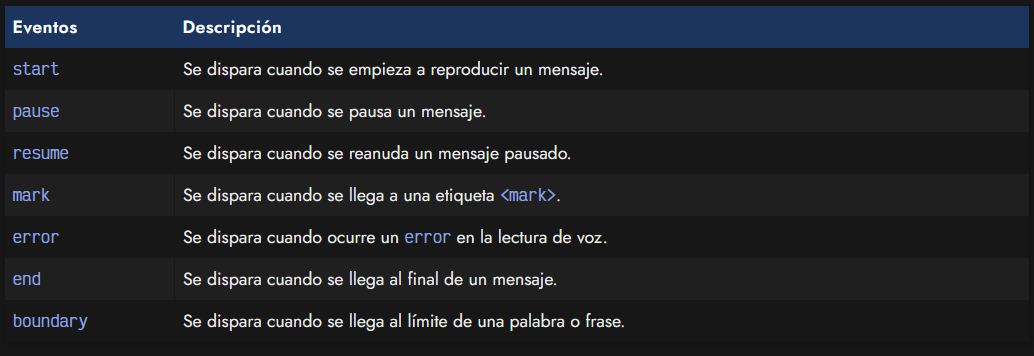 Eventos Descripción
start Se dispara cuando se empieza a reproducir un mensaje.
pause Se dispara cuando se pausa un mensaje.
resume Se dispara cuando se reanuda un mensaje pausado.
mark Se dispara cuando se llega a una etiqueta <mark>.
error Se dispara cuando ocurre un error en la lectura de voz.
end Se dispara cuando se llega al final de un mensaje.
boundary Se dispara cuando se llega al límite de una palabra o frase.